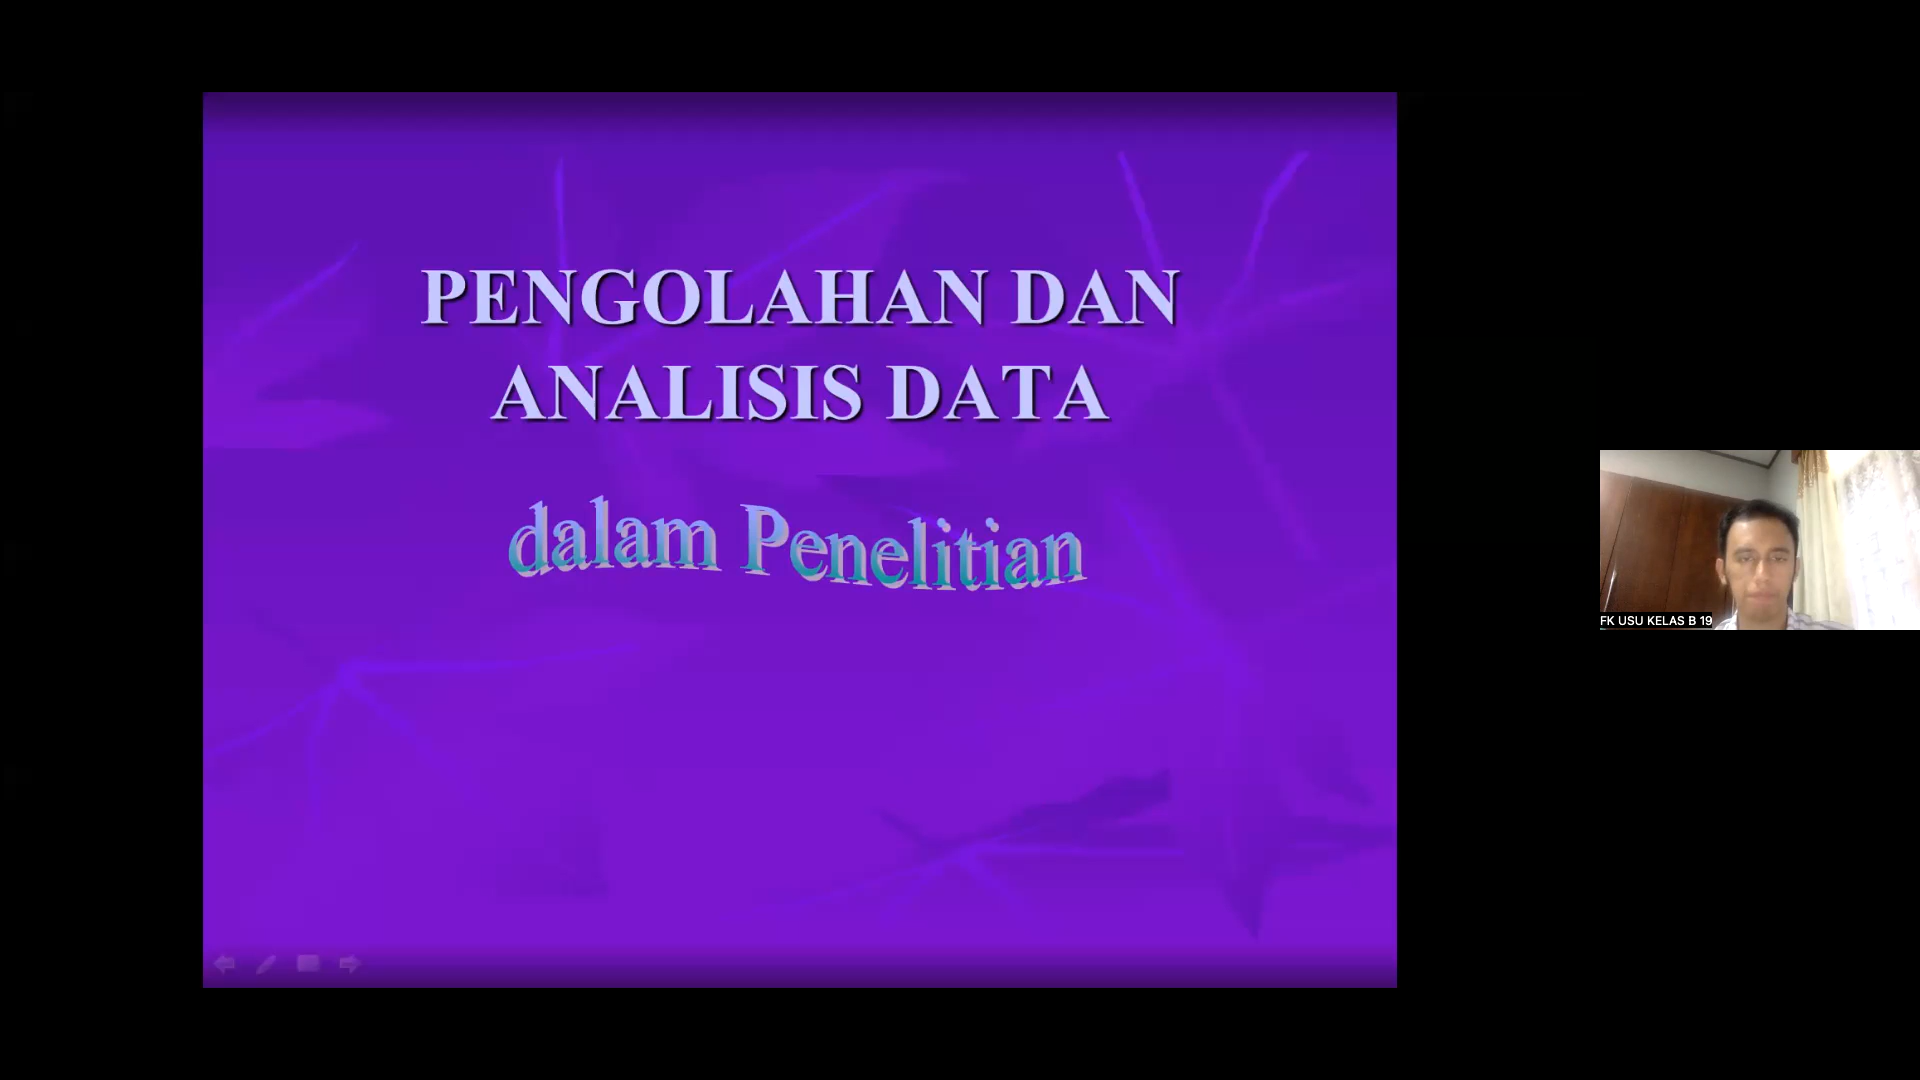 PENGOLAHAN DAN
ANALISIS DATA
dalam Penelitian
FK USU KELAS B 19